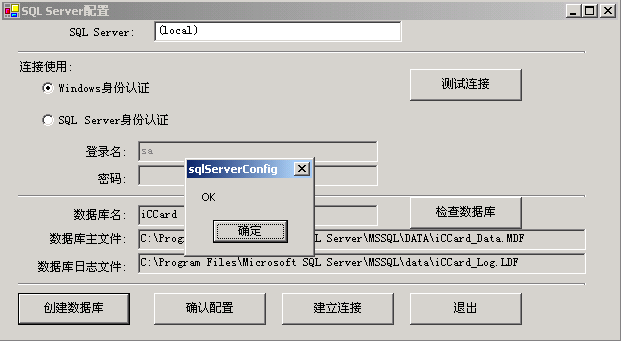 SQL Server配置
SQL Server: (local)
连接使用:
Windows身份认证
测试连接
SQL Server身份认证
登录名: sa
密码:
sqlServerConfig
OK
确定
数据库名: iCCard
检查数据库
数据库主文件: C:\Prog SQL Server\MSSQL\DATA\iCCard_Data.MDF
数据库日志文件: C:\Program Files\Microsoft SQL Server\MSSQL\data\iCCard_Log.LDF
创建数据库 确认配置 建立连接 退出